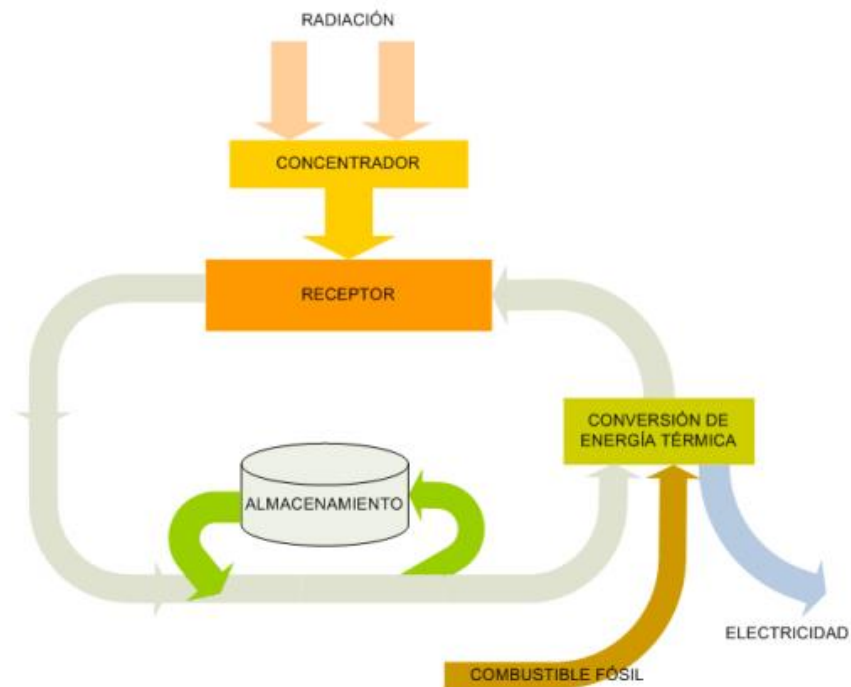 RADIACIÓN
CONCENTRADOR
RECEPTOR
CONVERSIÓN DE
ENERGÍA TÉRMICA
ALMACENAMIENTO
ELECTRICIDAD
COMBUSTIBLE FÓSIL